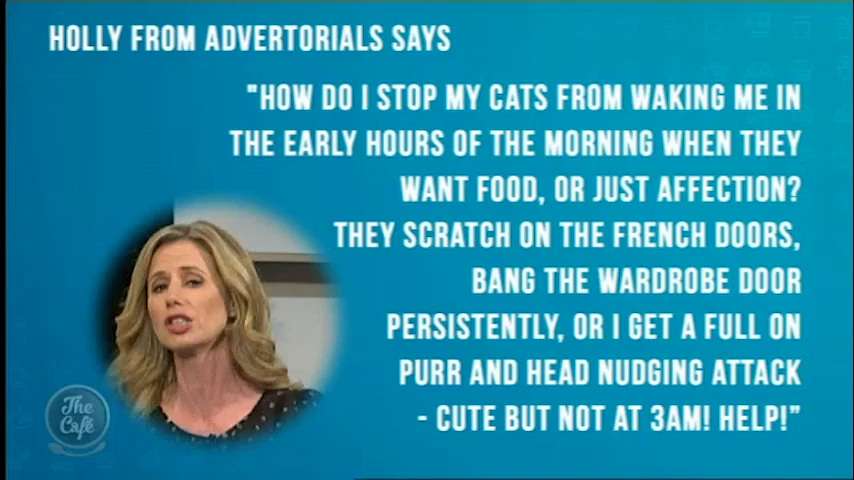 HOLLY FROM ADVERTORIALS SAYS
"HOW DO I STOP MY CATS FROM WAKING ME IN
THE EARLY HOURS OF THE MORNING WHEN THEY
WANT FOOD, OR JUST AFFECTION?
THEY SCRATCH ON THE FRENCH DOORS,
BANG THE WARDROBE DOOR
PERSISTENTLY, OR I GET A FULL ON
PURR AND HEAD NUDGING ATTACK
- CUTE BUT NOT AT 3AM! HELP!”
The
Café